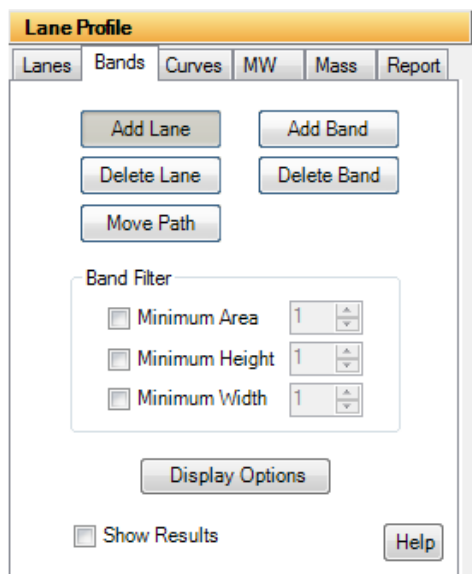 Lane Profile
Lanes Bands Curves MW Mass Report
Add Lane Add Band
Delete Lane Delete Band
Move Path
Band Filter
Minimum Area 1
Minimum Height 1
Minimum Width 1
Display Options
Show Results Help